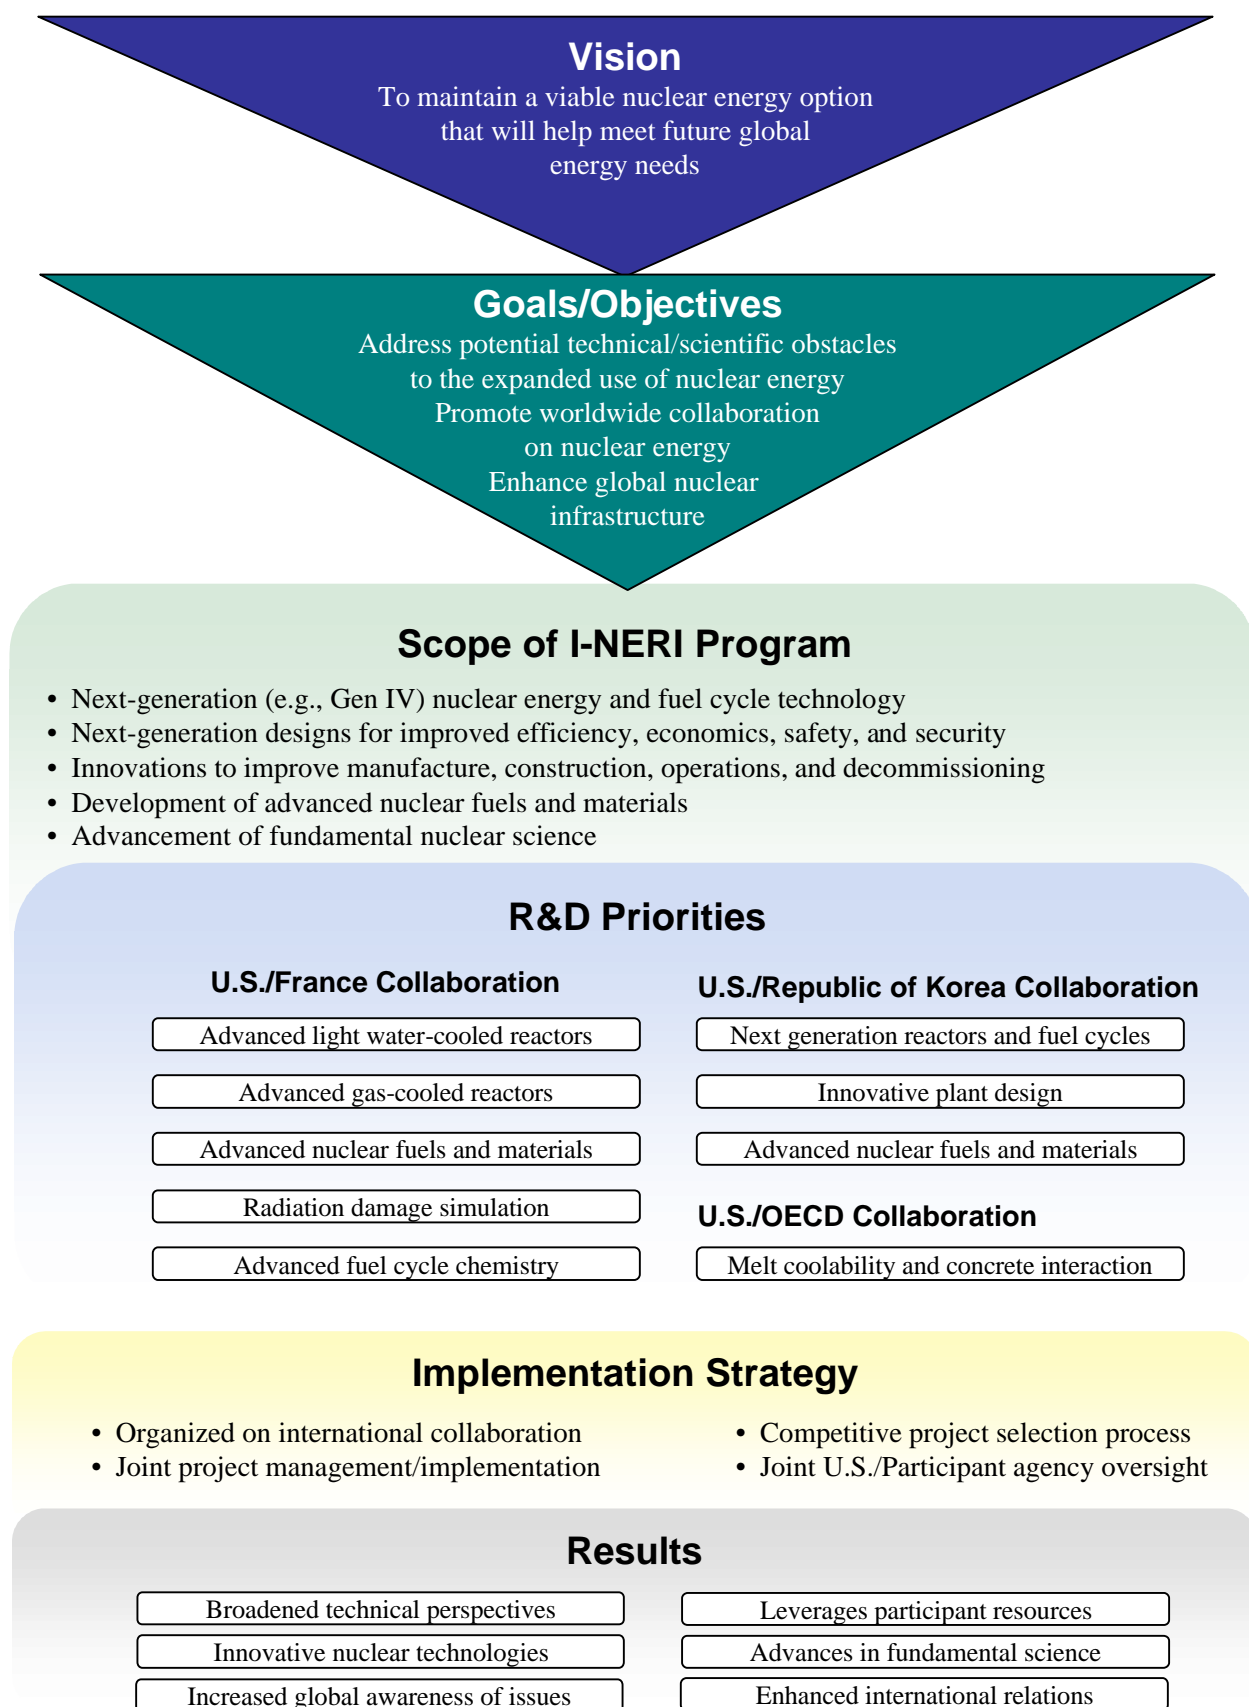 Vision
To maintain a viable nuclear energy option
that will help meet future global
energy needs
Goals/Objectives
Address potential technical/scientific obstacles
to the expanded use of nuclear energy
Promote worldwide collaboration
on nuclear energy
Enhance global nuclear
infrastructure
Scope of I-NERI Program
• Next-generation (e.g., Gen IV) nuclear energy and fuel cycle technology
• Next-generation designs for improved efficiency, economics, safety, and security
• Innovations to improve manufacture, construction, operations, and decommissioning
• Development of advanced nuclear fuels and materials
• Advancement of fundamental nuclear science
R&D Priorities
U.S./France Collaboration
Advanced light water-cooled reactors
Advanced gas-cooled reactors
Advanced nuclear fuels and materials
Radiation damage simulation
Advanced fuel cycle chemistry
U.S./Republic of Korea Collaboration
Next generation reactors and fuel cycles
Innovative plant design
Advanced nuclear fuels and materials
U.S./OECD Collaboration
Melt coolability and concrete interaction
Implementation Strategy
• Organized on international collaboration
• Joint project management/implementation
• Competitive project selection process
• Joint U.S./Participant agency oversight
Results
Broadened technical perspectives
Innovative nuclear technologies
Increased global awareness of issues
Leverages participant resources
Advances in fundamental science
Enhanced international relations